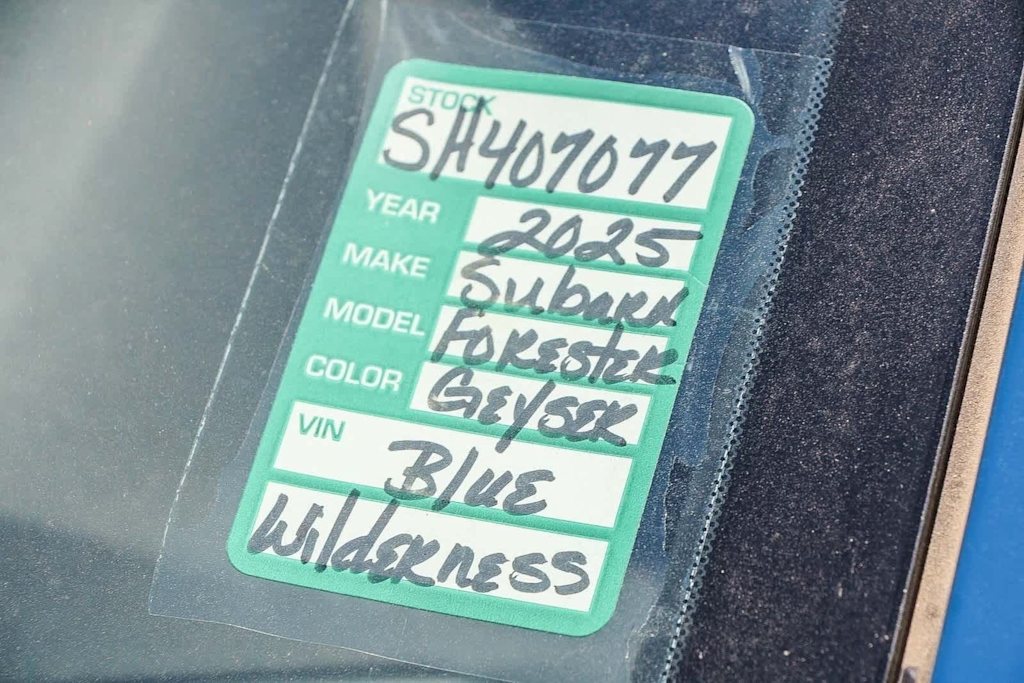 STOCK
SH407077
YEAR 2025
MAKE Subaru
MODEL Forester
COLOR Geyser
VIN
Blue
Wilderness